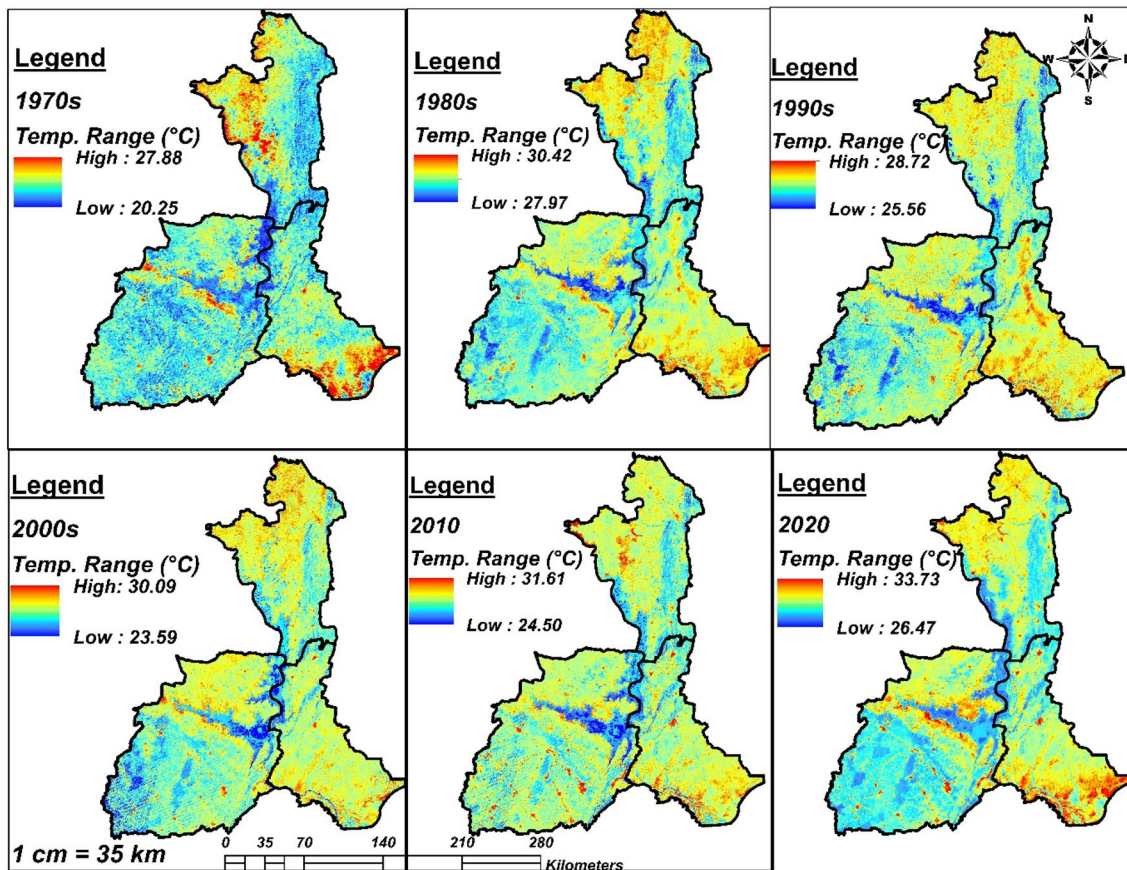 Legend
1970s
Temp. Range (°C)
High : 27.88
Low : 20.25
Legend
1980s
Temp. Range (°C)
High : 30.42
Low : 27.97
Legend
1990s
Temp. Range (°C)
High : 28.72
Low : 25.56
N
W
E
S
Legend
2000s
Temp. Range (°C)
High: 30.09
Low : 23.59
1 cm = 35 km
0 35 70 140 210 280
Kilometers
Legend
2010
Temp. Range (°C)
High : 31.61
Low : 24.50
Legend
2020
Temp. Range (°C)
High : 33.73
Low : 26.47